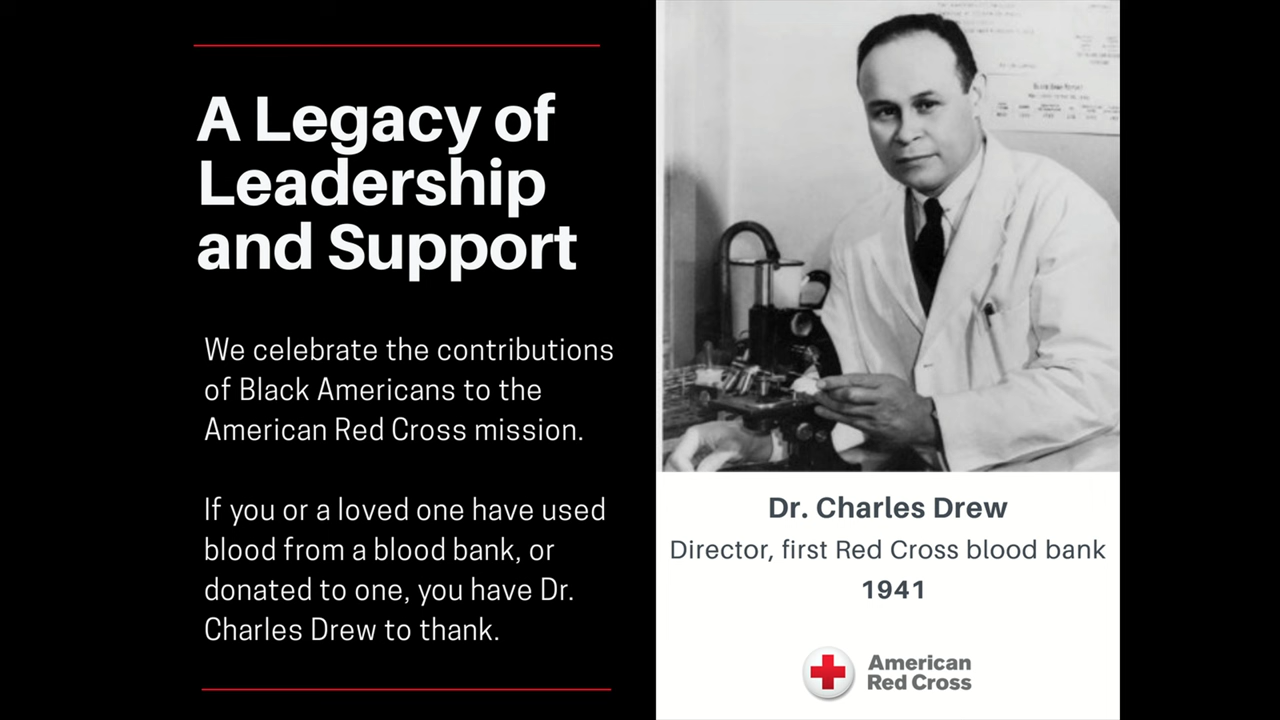 A Legacy of
Leadership
and Support
We celebrate the contributions
of Black Americans to the
American Red Cross mission.
If you or a loved one have used
blood from a blood bank, or
donated to one, you have Dr.
Charles Drew to thank.
Dr. Charles Drew
Director, first Red Cross blood bank
1941
American
Red Cross